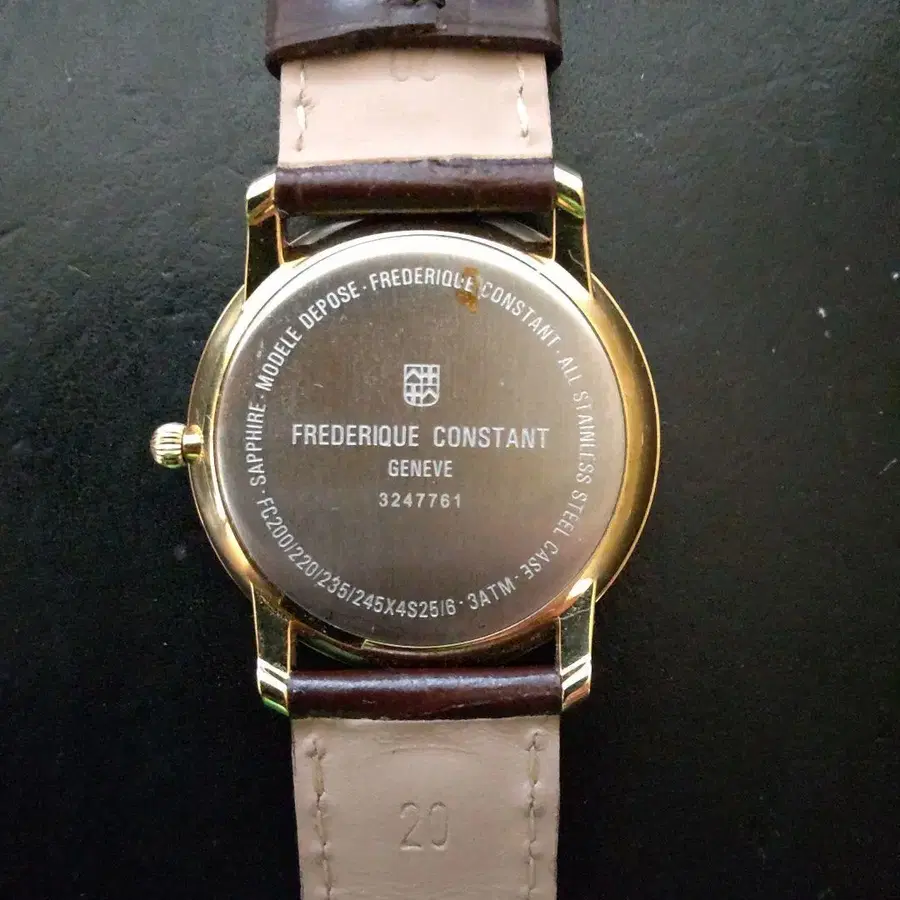 FREDERIQUE CONSTANT · ALL STAINLESS STEEL CASE · 3ATM · FC200/220/235/245X4S25/6 · SAPPHIRE · MODELE DEPOSE ·
FREDERIQUE CONSTANT
GENEVE
3247761
20